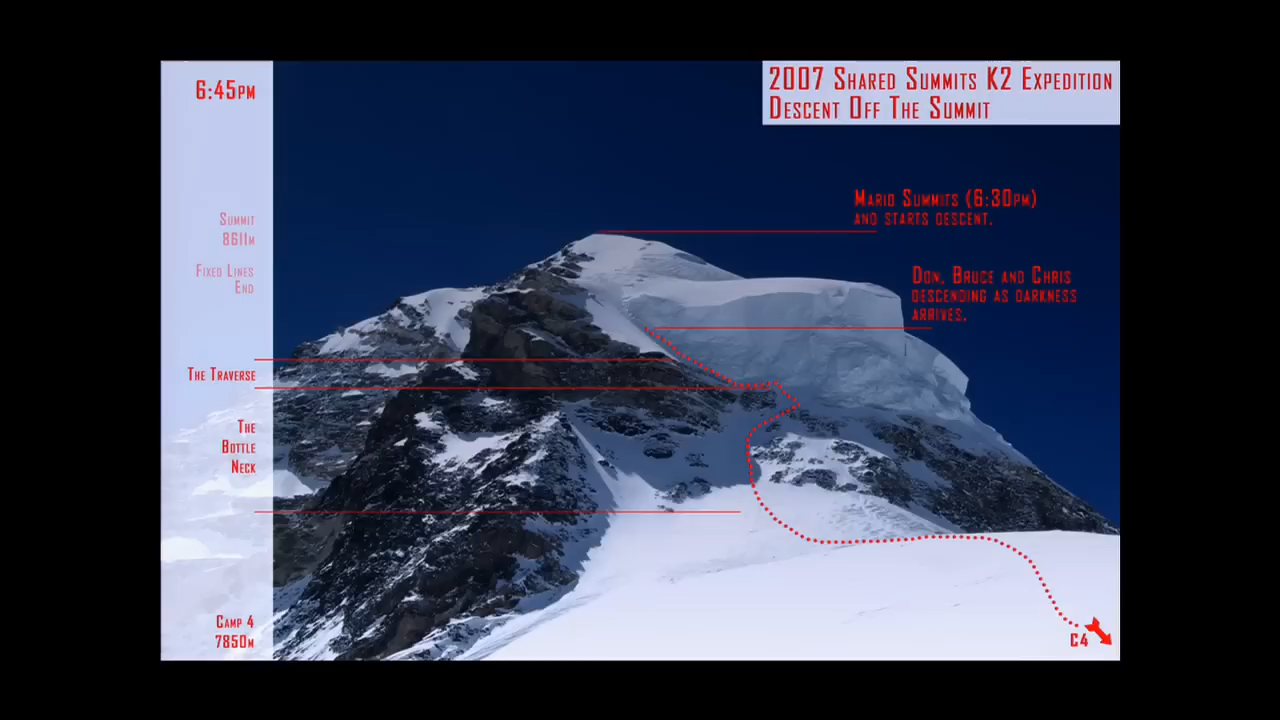 6:45PM
2007 Shared Summits K2 Expedition
Descent Off The Summit
Mario Summits (6:30PM)
and starts descent.
Summit
8611M
Fixed Lines
End
Don, Bruce and Chris
descending as darkness
arrives.
The Traverse
The
Bottle
Neck
Camp 4
7850M
C4